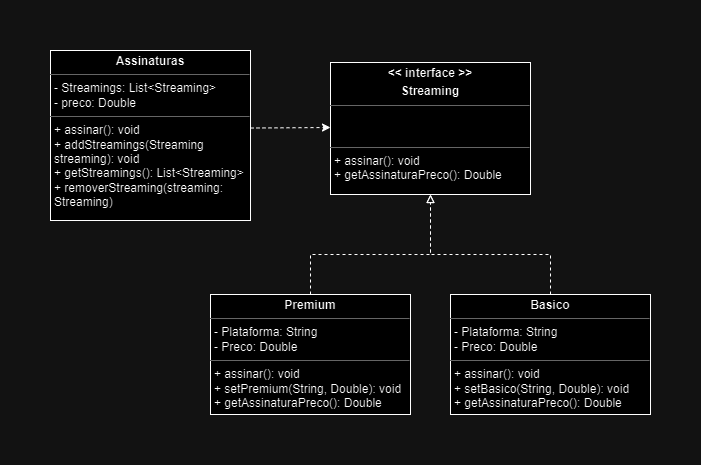 Assinaturas
- Streamings: List<Streaming>
- preco: Double
+ assinar(): void
+ addStreamings(Streaming
streaming): void
+ getStreamings(): List<Streaming>
+ removerStreaming(streaming:
Streaming)
<< interface >>
Streaming
+ assinar(): void
+ getAssinaturaPreco(): Double
Premium
- Plataforma: String
- Preco: Double
+ assinar(): void
+ setPremium(String, Double): void
+ getAssinaturaPreco(): Double
Basico
- Plataforma: String
- Preco: Double
+ assinar(): void
+ setBasico(String, Double): void
+ getAssinaturaPreco(): Double